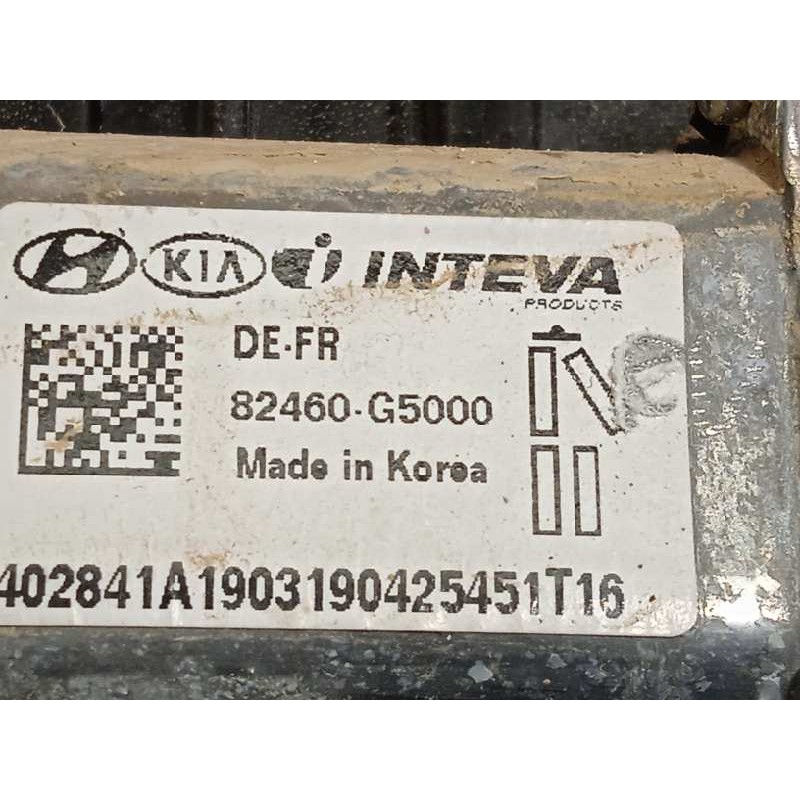 KIA INTEVA
PRODUCTS
DE-FR
82460-G5000
Made in Korea
402841A1903190425451T16